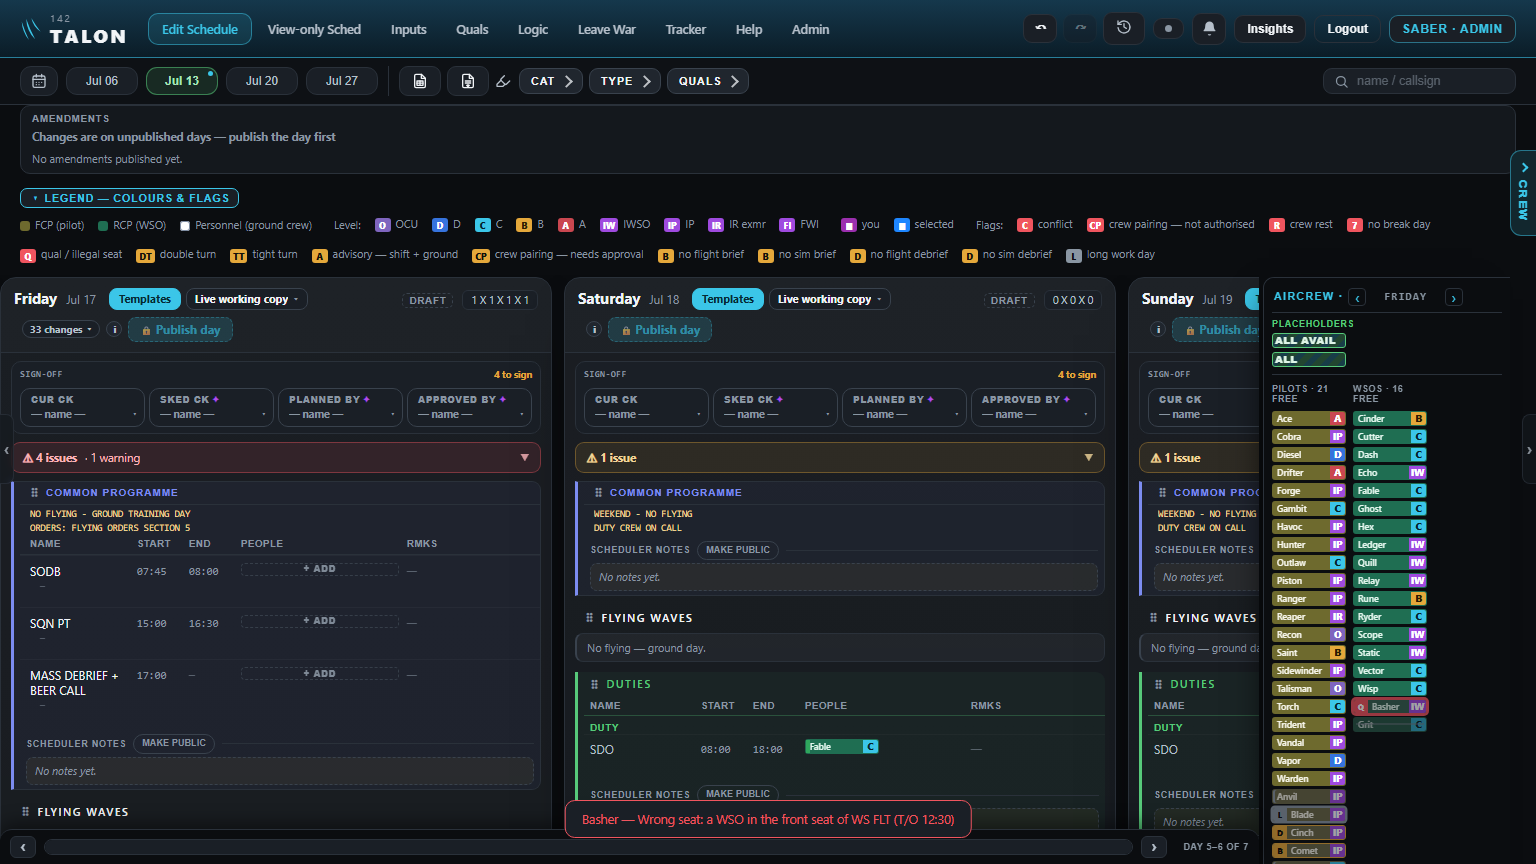 142
TALON
Edit Schedule
View-only Sched
Inputs
Quals
Logic
Leave War
Tracker
Help
Admin
Insights
Logout
SABER · ADMIN
Jul 06
Jul 13
Jul 20
Jul 27
CAT
TYPE
QUALS
name / callsign
AMENDMENTS
Changes are on unpublished days — publish the day first
No amendments published yet.
CREW
LEGEND — COLOURS & FLAGS
FCP (pilot) RCP (WSO) Personnel (ground crew) Level: O OCU D D C C B B A A IW IWSO IP IP IR IR exmr FI FWI you selected Flags: C conflict CP crew pairing — not authorised R crew rest 7 no break day
Q qual / illegal seat DT double turn TT tight turn A advisory — shift + ground CP crew pairing — needs approval B no flight brief B no sim brief D no flight debrief D no sim debrief L long work day
Friday Jul 17 Templates Live working copy DRAFT 1X1X1X1
33 changes i Publish day
SIGN-OFF 4 to sign
CUR CK SKED CK PLANNED BY APPROVED BY
— name — — name — — name — — name —
4 issues · 1 warning
COMMON PROGRAMME
NO FLYING - GROUND TRAINING DAY
ORDERS: FLYING ORDERS SECTION 5
NAME START END PEOPLE RMKS
SODB 07:45 08:00 + ADD —
—
SQN PT 15:00 16:30 + ADD —
—
MASS DEBRIEF + 17:00 — + ADD —
BEER CALL
—
SCHEDULER NOTES MAKE PUBLIC
No notes yet.
FLYING WAVES
Saturday Jul 18 Templates Live working copy DRAFT 0X0X0
i Publish day
SIGN-OFF 4 to sign
CUR CK SKED CK PLANNED BY APPROVED BY
— name — — name — — name — — name —
1 issue
COMMON PROGRAMME
WEEKEND - NO FLYING
DUTY CREW ON CALL
SCHEDULER NOTES MAKE PUBLIC
No notes yet.
FLYING WAVES
No flying — ground day.
DUTIES
NAME START END PEOPLE RMKS
DUTY
SDO 08:00 18:00 Fable C —
SCHEDULER NOTES MAKE PUBLIC
Basher — Wrong seat: a WSO in the front seat of WS FLT (T/O 12:30)
Sunday Jul 19 T
i Publish d
SIGN-OFF
CUR CK
— name —
1 issue
COMMON PROG
WEEKEND - NO FLYING
DUTY CREW ON CALL
SCHEDULER NOTES
No notes yet.
FLYING WAVES
No flying — ground da
DUTIES
NAME START
DUTY
SDO 08:00
SCHEDULER NOTES
No notes yet.
AIRCREW · FRIDAY
PLACEHOLDERS
ALL AVAIL
ALL
PILOTS · 21 FREE
WSOS · 16 FREE
Ace A Cinder B
Cobra IP Cutter C
Diesel D Dash C
Drifter A Echo IW
Forge IP Fable C
Gambit C Ghost C
Havoc IP Hex C
Hunter IP Ledger IW
Outlaw C Quill IW
Piston IP Relay IW
Ranger IP Rune B
Reaper IR Ryder C
Recon O Scope IW
Saint B Static IW
Sidewinder IP Vector C
Talisman O Wisp C
Torch C Q Basher IW
Trident IP Grit C
Vandal IP
Vapor D
Warden IP
Anvil IP
L Blade IP
D Cinch IP
B Comet IP
DAY 5–6 OF 7